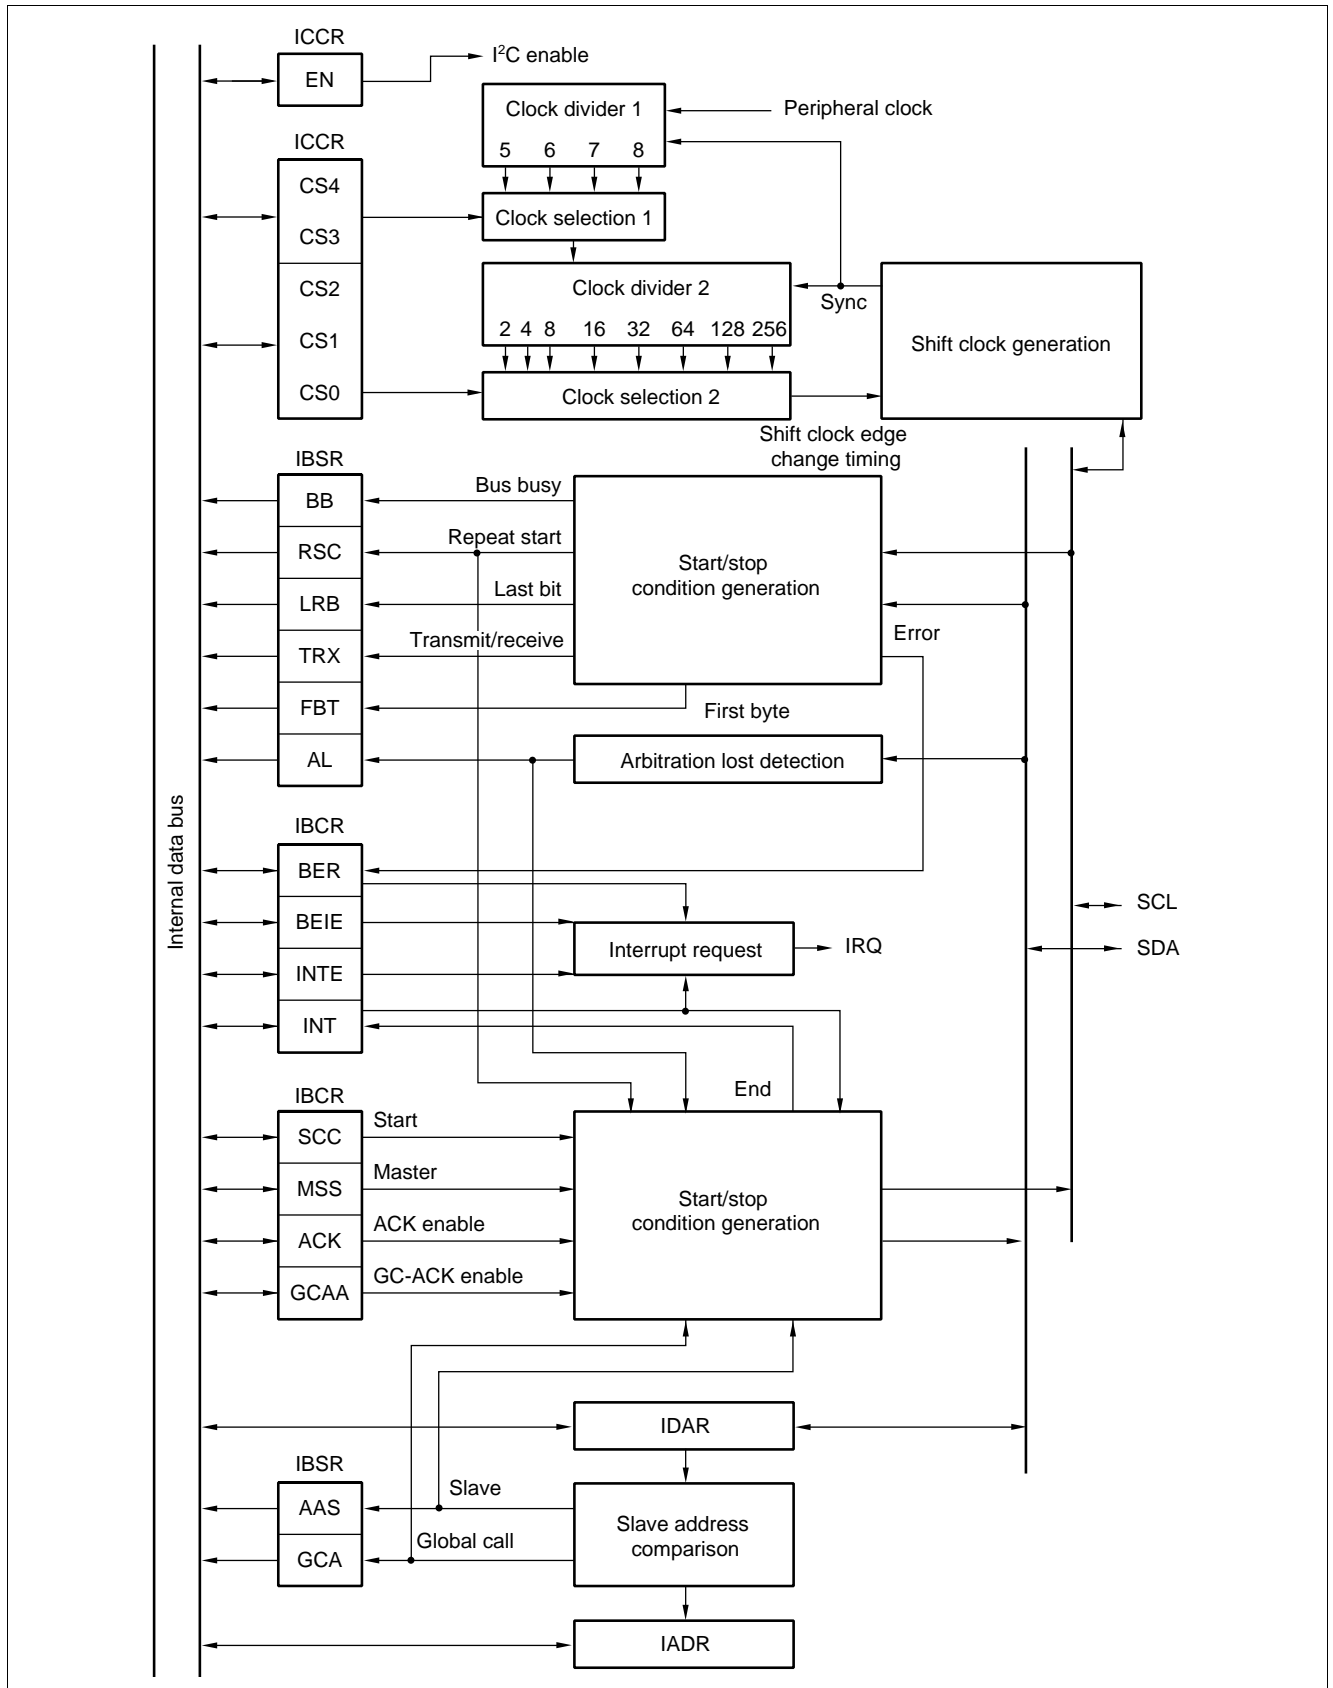 ICCR
EN
I²C enable
Clock divider 1
5 6 7 8
Peripheral clock
ICCR
CS4
CS3
CS2
CS1
CS0
Clock selection 1
Clock divider 2
2 4 8 16 32 64 128 256
Sync
Shift clock generation
Clock selection 2
Shift clock edge
change timing
IBSR
BB
RSC
LRB
TRX
FBT
AL
Bus busy
Repeat start
Last bit
Transmit/receive
Start/stop
condition generation
Error
First byte
Arbitration lost detection
Internal data bus
IBCR
BER
BEIE
INTE
INT
Interrupt request
IRQ
SCL
SDA
End
IBCR
SCC
MSS
ACK
GCAA
Start
Master
ACK enable
GC-ACK enable
Start/stop
condition generation
IDAR
IBSR
AAS
GCA
Slave
Global call
Slave address
comparison
IADR